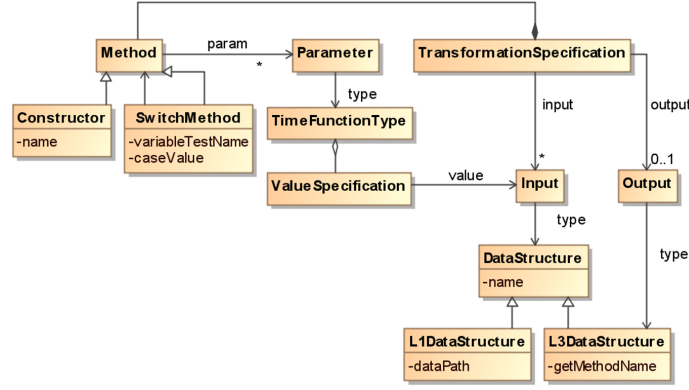 param
Method
Parameter
TransformationSpecification
*
type
input
output
Constructor
-name
SwitchMethod
-variableTestName
-caseValue
TimeFunctionType
*
0..1
ValueSpecification
value
Input
Output
type
type
DataStructure
-name
L1DataStructure
-dataPath
L3DataStructure
-getMethodName